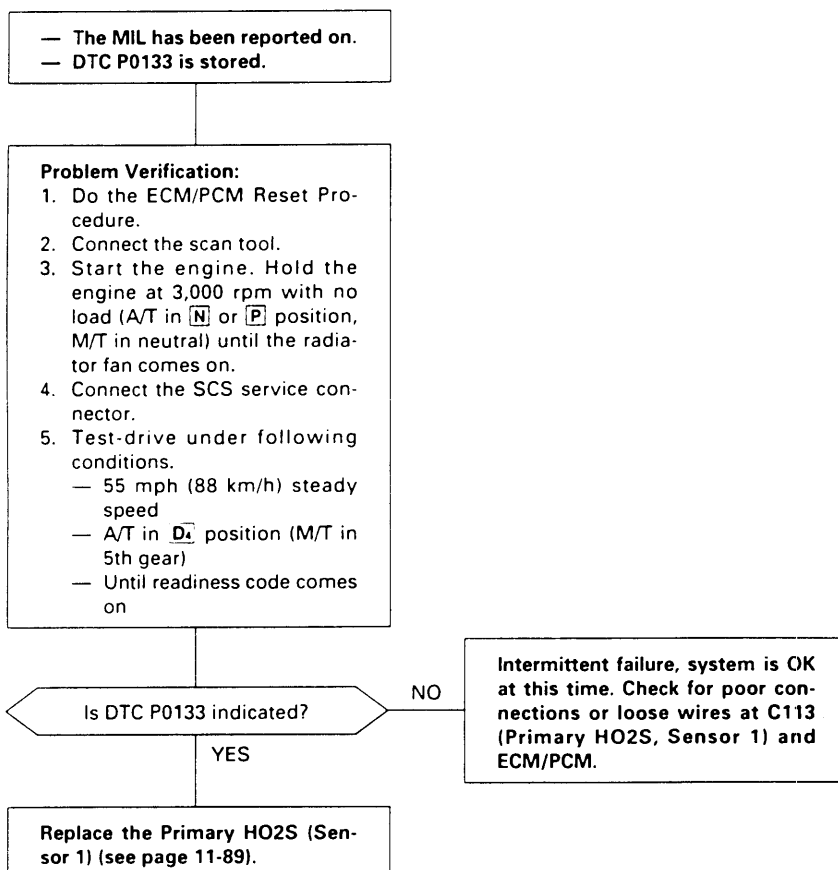 — The MIL has been reported on.
— DTC P0133 is stored.
Problem Verification:
1. Do the ECM/PCM Reset Pro-
cedure.
2. Connect the scan tool.
3. Start the engine. Hold the
engine at 3,000 rpm with no
load (A/T in N or P position,
M/T in neutral) until the radia-
tor fan comes on.
4. Connect the SCS service con-
nector.
5. Test-drive under following
conditions.
— 55 mph (88 km/h) steady
speed
— A/T in D4 position (M/T in
5th gear)
— Until readiness code comes
on
Is DTC P0133 indicated?
NO
Intermittent failure, system is OK
at this time. Check for poor con-
nections or loose wires at C113
(Primary HO2S, Sensor 1) and
ECM/PCM.
YES
Replace the Primary HO2S (Sen-
sor 1) (see page 11-89).